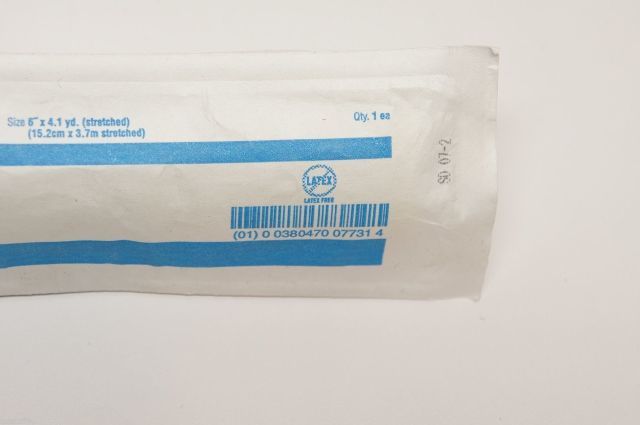 Size 6" x 4.1 yd. (stretched)
(15.2cm x 3.7m stretched)
Qty. 1 ea
LATEX
LATEX FREE
(01) 0 0380470 07731 4
SD 07-2